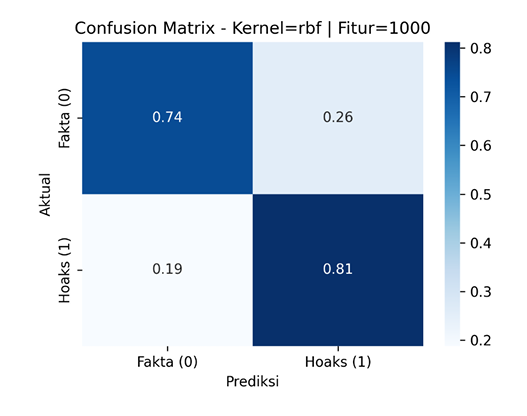 Confusion Matrix - Kernel=rbf | Fitur=1000
Aktual
Fakta (0)
0.74
0.26
Hoaks (1)
0.19
0.81
Fakta (0)
Hoaks (1)
Prediksi
0.8
0.7
0.6
0.5
0.4
0.3
0.2